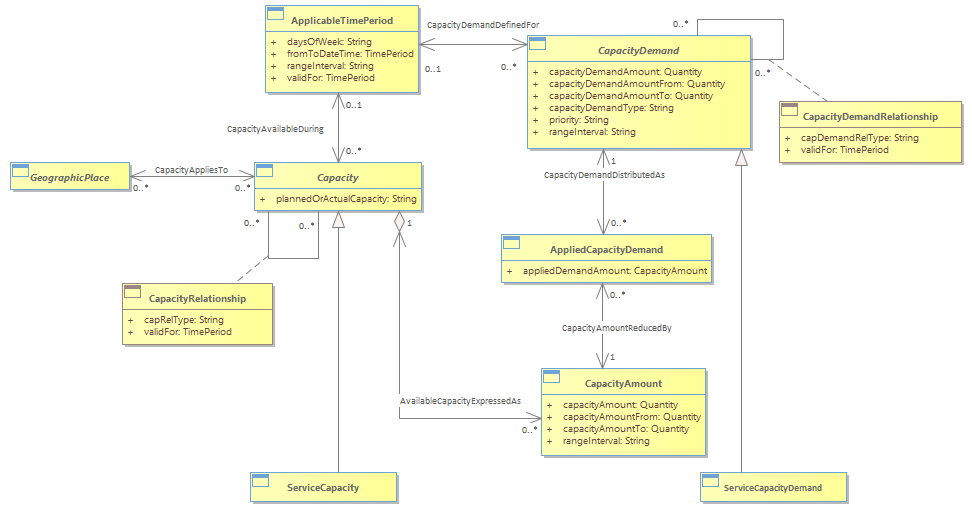 ApplicableTimePeriod
+ daysOfWeek: String
+ fromToDateTime: TimePeriod
+ rangeInterval: String
+ validFor: TimePeriod
CapacityDemandDefinedFor
0..1
0..*
0..*
0..*
CapacityDemand
+ capacityDemandAmount: Quantity
+ capacityDemandAmountFrom: Quantity
+ capacityDemandAmountTo: Quantity
+ capacityDemandType: String
+ priority: String
+ rangeInterval: String
CapacityDemandRelationship
+ capDemandRelType: String
+ validFor: TimePeriod
0..1
CapacityAvailableDuring
0..*
GeographicPlace
CapacityAppliesTo
0..*
0..*
Capacity
+ plannedOrActualCapacity: String
0..*
0..*
1
1
CapacityDemandDistributedAs
0..*
AppliedCapacityDemand
+ appliedDemandAmount: CapacityAmount
0..*
CapacityRelationship
+ capRelType: String
+ validFor: TimePeriod
CapacityAmountReducedBy
1
CapacityAmount
+ capacityAmount: Quantity
+ capacityAmountFrom: Quantity
+ capacityAmountTo: Quantity
+ rangeInterval: String
AvailableCapacityExpressedAs
0..*
ServiceCapacity
ServiceCapacityDemand